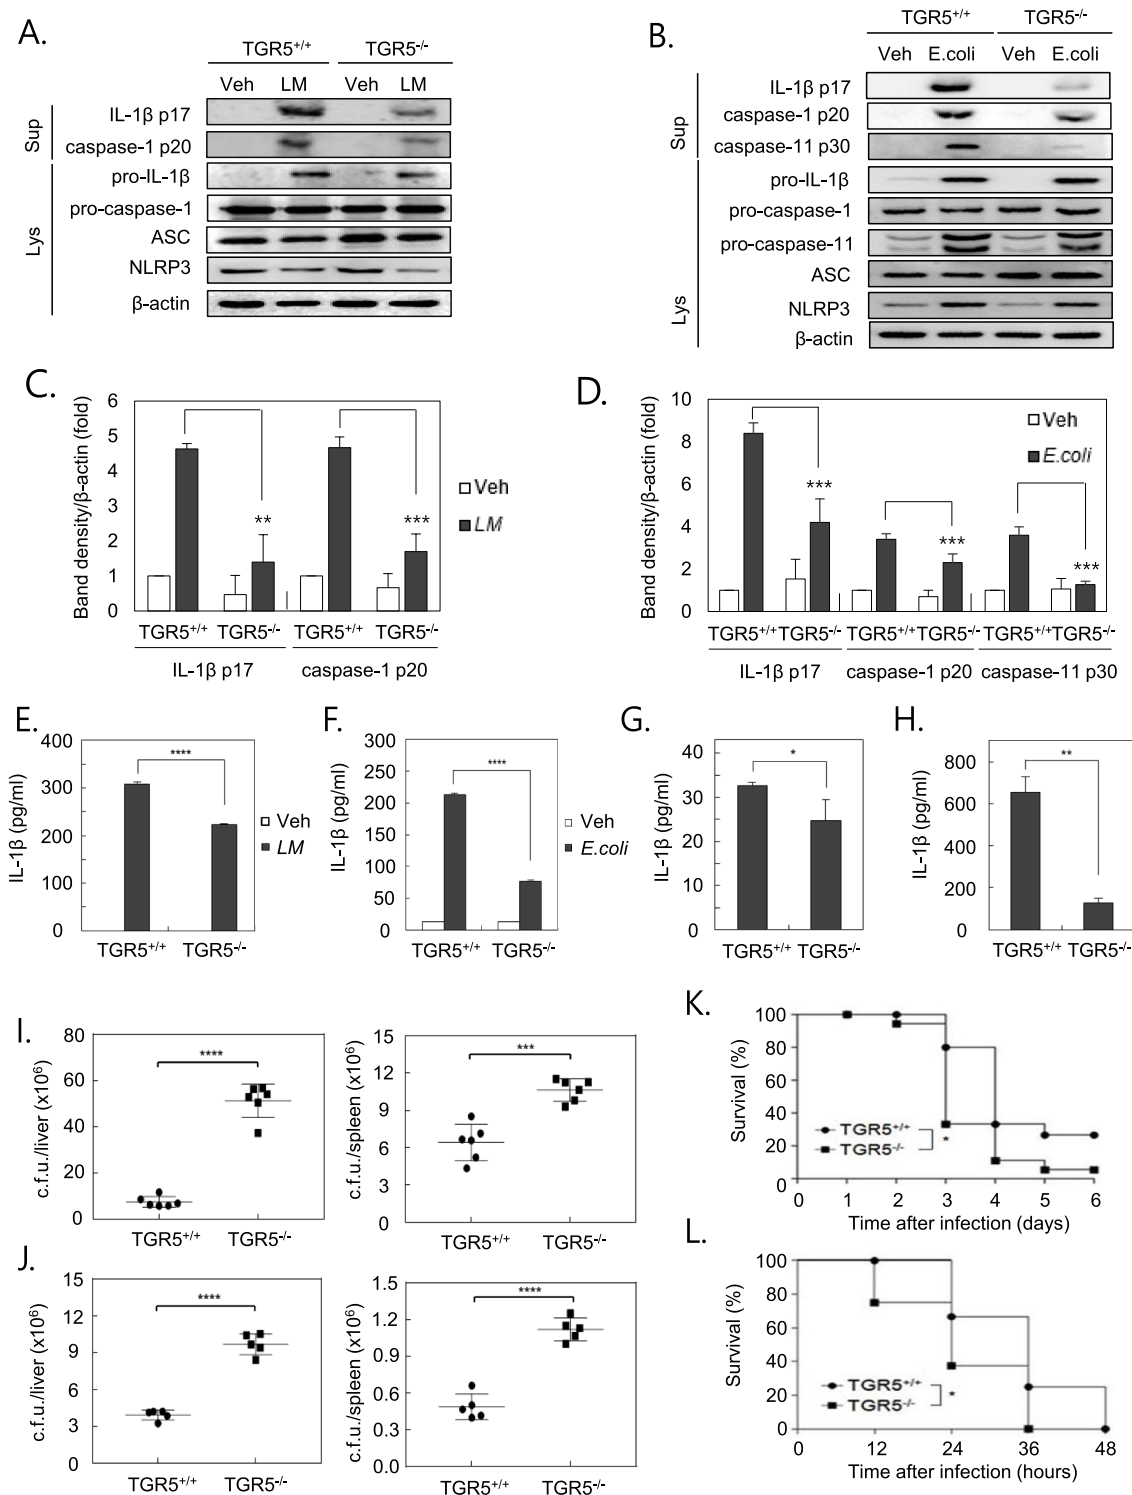 A.
TGR5+/+ TGR5-/-
Veh LM Veh LM
Sup
IL-1β p17
caspase-1 p20
Lys
pro-IL-1β
pro-caspase-1
ASC
NLRP3
β-actin
B.
TGR5+/+ TGR5-/-
Veh E.coli Veh E.coli
Sup
IL-1β p17
caspase-1 p20
caspase-11 p30
Lys
pro-IL-1β
pro-caspase-1
pro-caspase-11
ASC
NLRP3
β-actin
C.
Band density/β-actin (fold)
6
5
4
3
2
1
0
**
***
Veh
LM
TGR5+/+ TGR5-/- TGR5+/+ TGR5-/-
IL-1β p17 caspase-1 p20
D.
Band density/β-actin (fold)
10
8
6
4
2
0
***
***
***
Veh
E.coli
TGR5+/+ TGR5-/- TGR5+/+ TGR5-/- TGR5+/+ TGR5-/-
IL-1β p17 caspase-1 p20 caspase-11 p30
E.
IL-1β (pg/ml)
400
300
200
100
0
****
Veh
LM
TGR5+/+ TGR5-/-
F.
IL-1β (pg/ml)
300
250
200
150
100
50
0
****
Veh
E.coli
TGR5+/+ TGR5-/-
G.
IL-1β (pg/ml)
40
30
20
10
0
*
TGR5+/+ TGR5-/-
H.
IL-1β (pg/ml)
800
600
400
200
0
**
TGR5+/+ TGR5-/-
I.
c.f.u./liver (x106)
80
60
40
20
0
****
TGR5+/+ TGR5-/-
c.f.u./spleen (x106)
15
12
9
6
3
0
***
TGR5+/+ TGR5-/-
J.
c.f.u./liver (x106)
15
12
9
6
3
0
****
TGR5+/+ TGR5-/-
c.f.u./spleen (x106)
1.5
1.2
0.9
0.6
0.3
0.0
****
TGR5+/+ TGR5-/-
K.
Survival (%)
100
80
60
40
20
0
TGR5+/+
TGR5-/-
*
0 1 2 3 4 5 6
Time after infection (days)
L.
Survival (%)
100
80
60
40
20
0
TGR5+/+
TGR5-/-
*
0 12 24 36 48
Time after infection (hours)